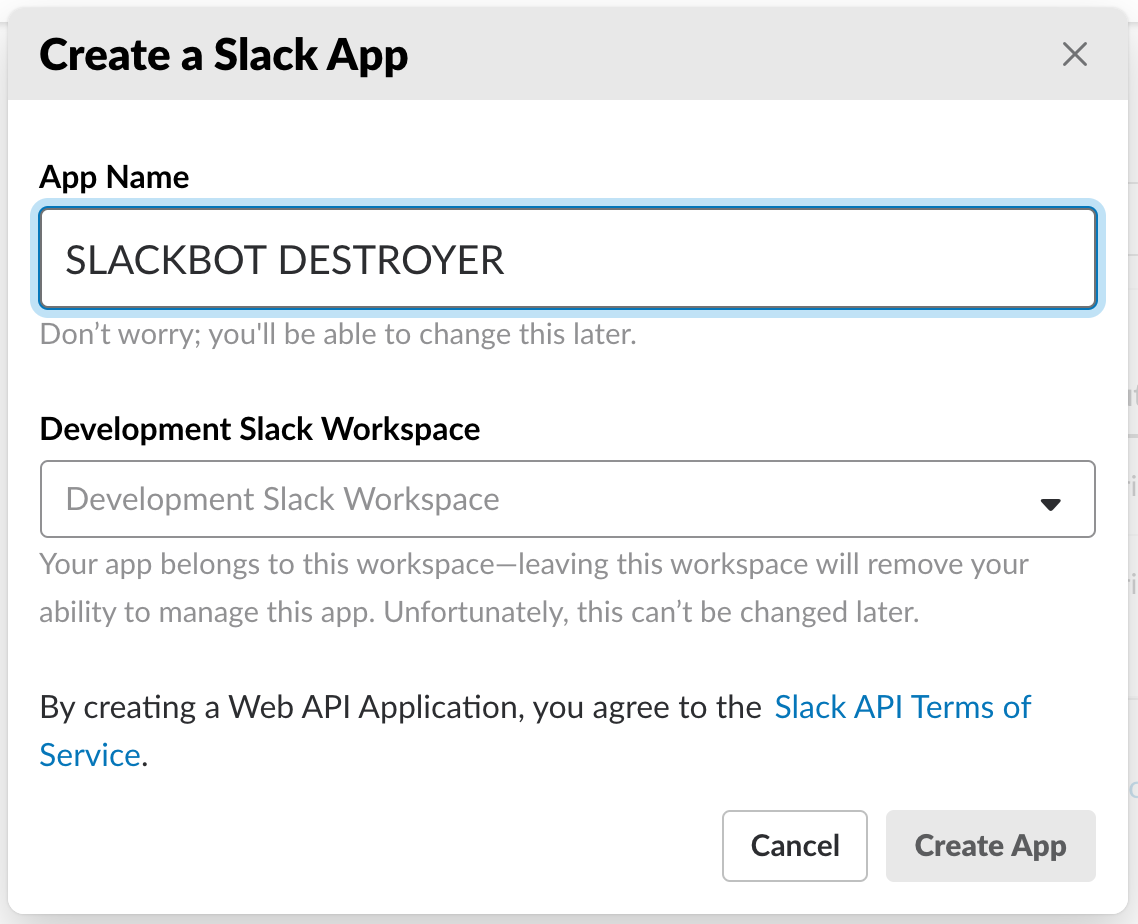 Create a Slack App
App Name
SLACKBOT DESTROYER
Don’t worry; you'll be able to change this later.
Development Slack Workspace
Development Slack Workspace
Your app belongs to this workspace—leaving this workspace will remove your
ability to manage this app. Unfortunately, this can’t be changed later.
By creating a Web API Application, you agree to the Slack API Terms of
Service.
Cancel
Create App